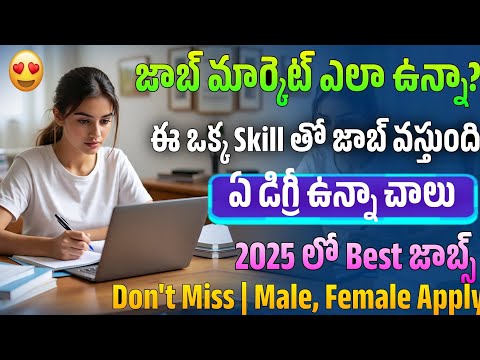 జాబ్ మార్కెట్ ఎలా ఉన్నా?
ఈ ఒక్క Skill తో జాబ్ వస్తుంది
ఏ డిగ్రీ ఉన్నా చాలు
2025 లో Best జాబ్స్
Don't Miss | Male, Female Apply